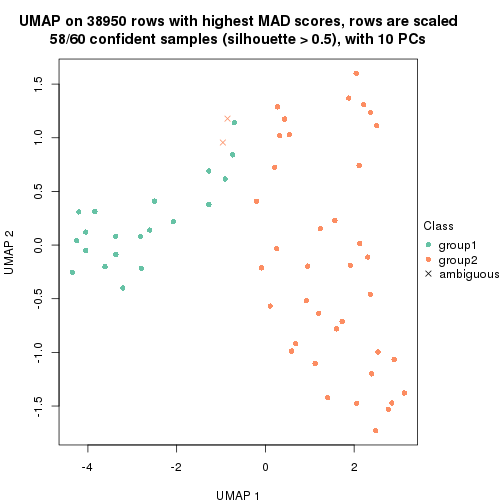 UMAP on 38950 rows with highest MAD scores, rows are scaled
58/60 confident samples (silhouette > 0.5), with 10 PCs
1.5
1.0
0.5
0.0
-0.5
-1.0
-1.5
UMAP 2
-4
-2
0
2
UMAP 1
Class
group1
group2
ambiguous